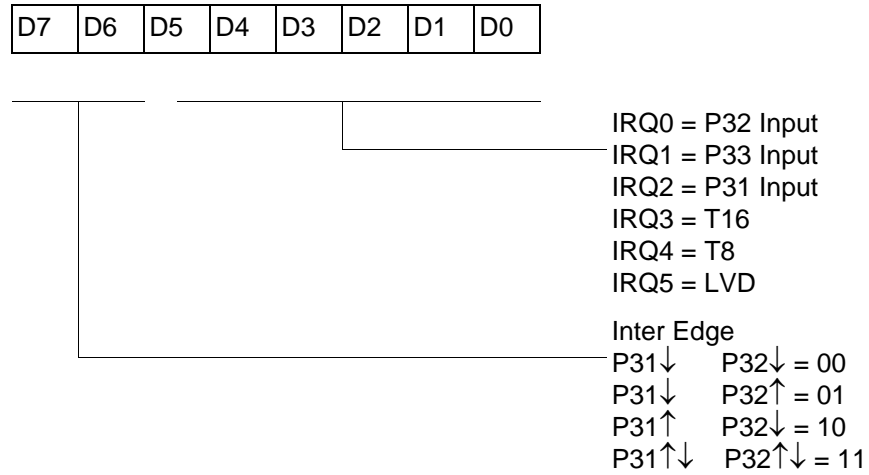 D7 D6 D5 D4 D3 D2 D1 D0
IRQ0 = P32 Input
IRQ1 = P33 Input
IRQ2 = P31 Input
IRQ3 = T16
IRQ4 = T8
IRQ5 = LVD
Inter Edge
P31↓ P32↓ = 00
P31↓ P32↑ = 01
P31↑ P32↓ = 10
P31↑↓ P32↑↓ = 11